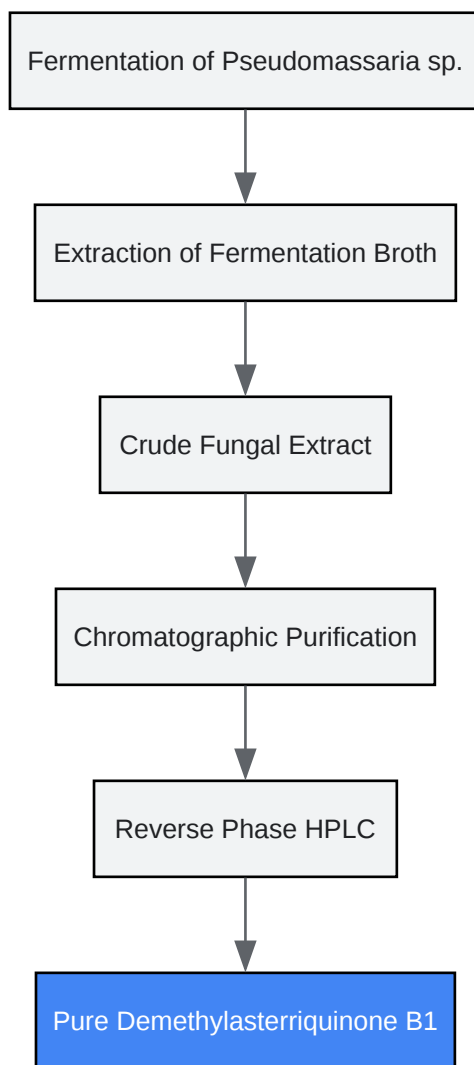 Fermentation of Pseudomassaria sp.
Extraction of Fermentation Broth
Crude Fungal Extract
Chromatographic Purification
Reverse Phase HPLC
Pure Demethylasterriquinone B1